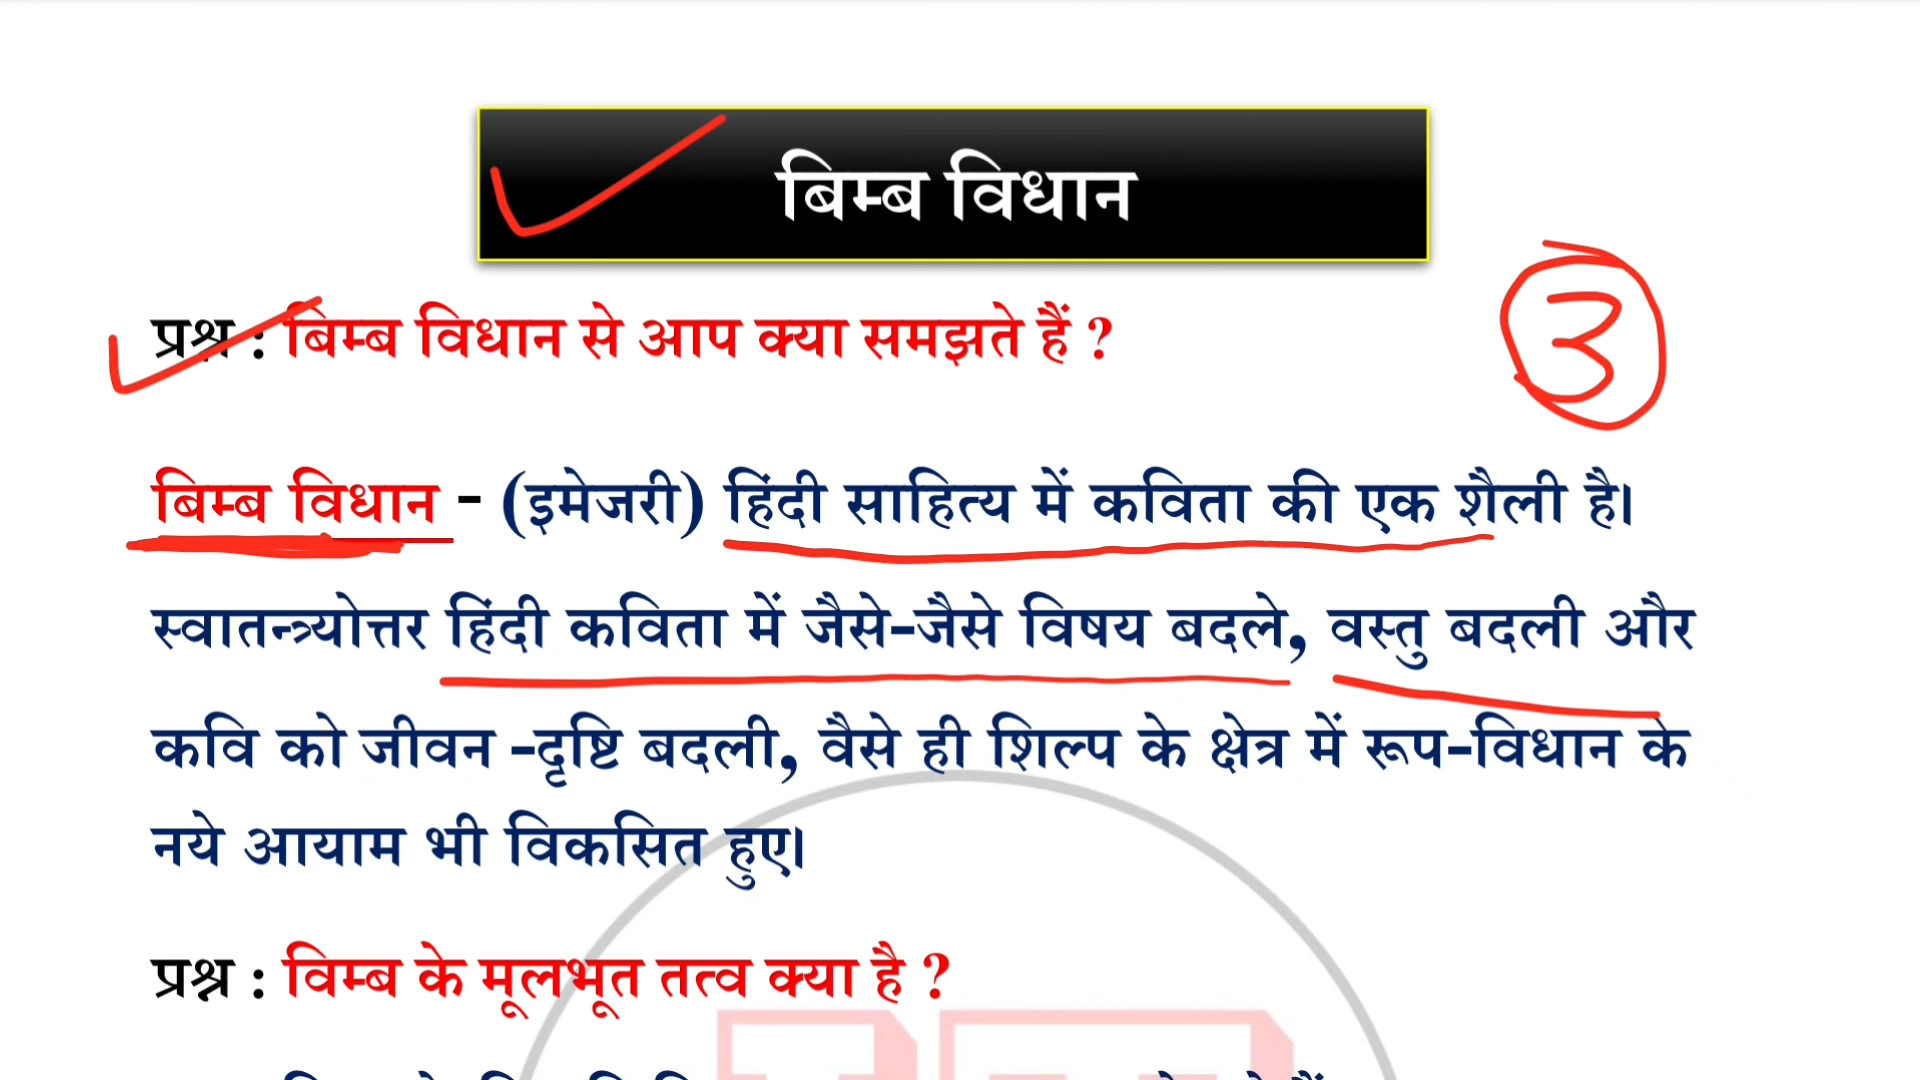 बिम्ब विधान
3
प्रश्न : बिम्ब विधान से आप क्या समझते हैं ?
बिम्ब विधान - (इमेजरी) हिंदी साहित्य में कविता की एक शैली है।
स्वातन्त्र्योत्तर हिंदी कविता में जैसे-जैसे विषय बदले, वस्तु बदली और
कवि को जीवन -दृष्टि बदली, वैसे ही शिल्प के क्षेत्र में रूप-विधान के
नये आयाम भी विकसित हुए।
प्रश्न : विम्ब के मूलभूत तत्व क्या है ?